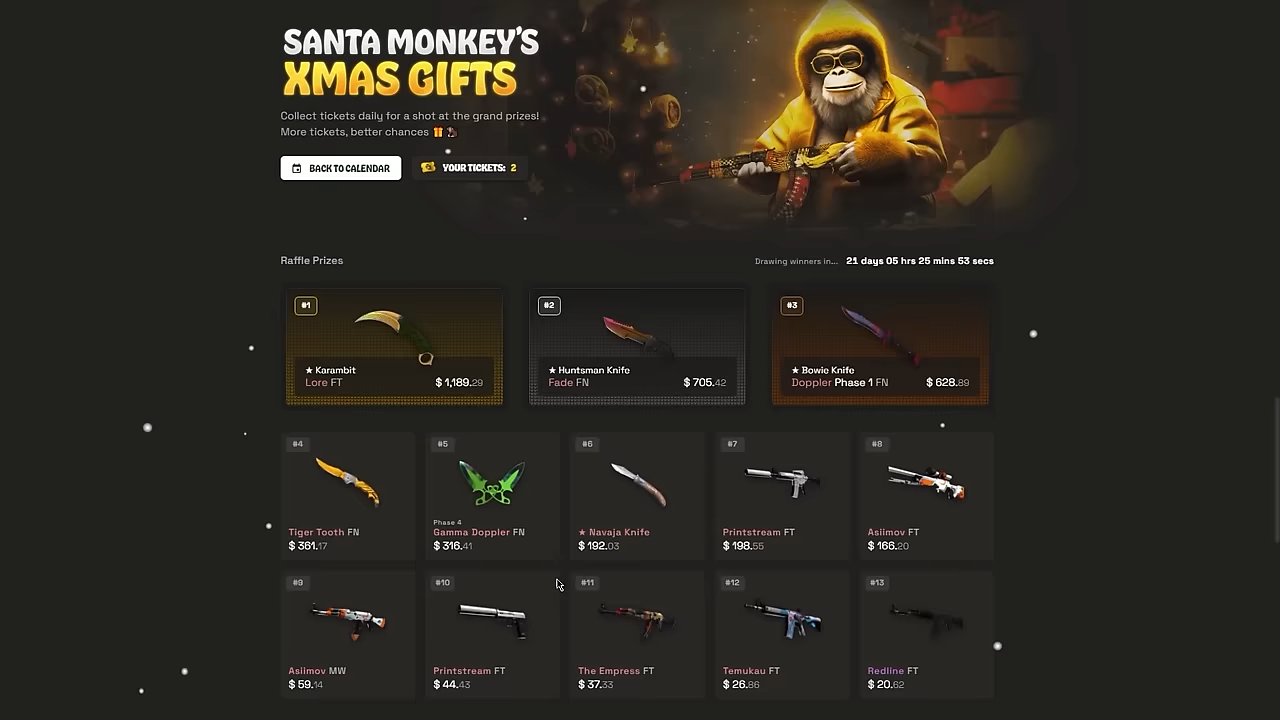 SANTA MONKEY'S
XMAS GIFTS
Collect tickets daily for a shot at the grand prizes!
More tickets, better chances
BACK TO CALENDAR
YOUR TICKETS: 2
Raffle Prizes
Drawing winners in... 21 days 05 hrs 25 mins 53 secs
#1
★ Karambit
Lore FT $ 1,189.29
#2
★ Huntsman Knife
Fade FN $ 705.42
#3
★ Bowie Knife
Doppler Phase 1 FN $ 628.89
#4
Tiger Tooth FN
$ 361.17
#5
Phase 4
Gamma Doppler FN
$ 316.41
#6
★ Navaja Knife
$ 192.03
#7
Printstream FT
$ 198.55
#8
Asiimov FT
$ 166.20
#9
Asiimov MW
$ 59.14
#10
Printstream FT
$ 44.43
#11
The Empress FT
$ 37.33
#12
Temukau FT
$ 26.86
#13
Redline FT
$ 20.62